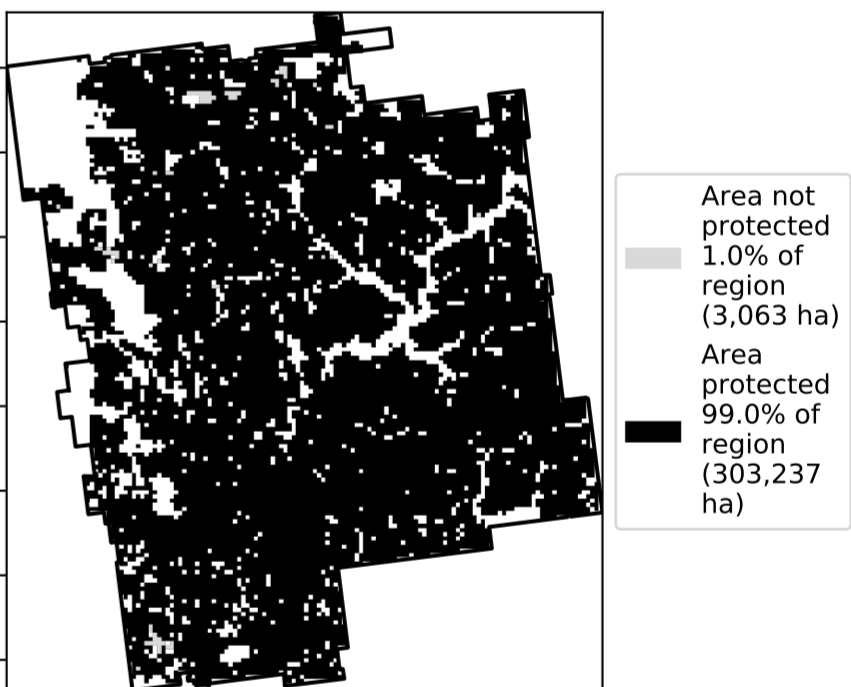 Area not
protected
1.0% of
region
(3,063 ha)
Area
protected
99.0% of
region
(303,237
ha)